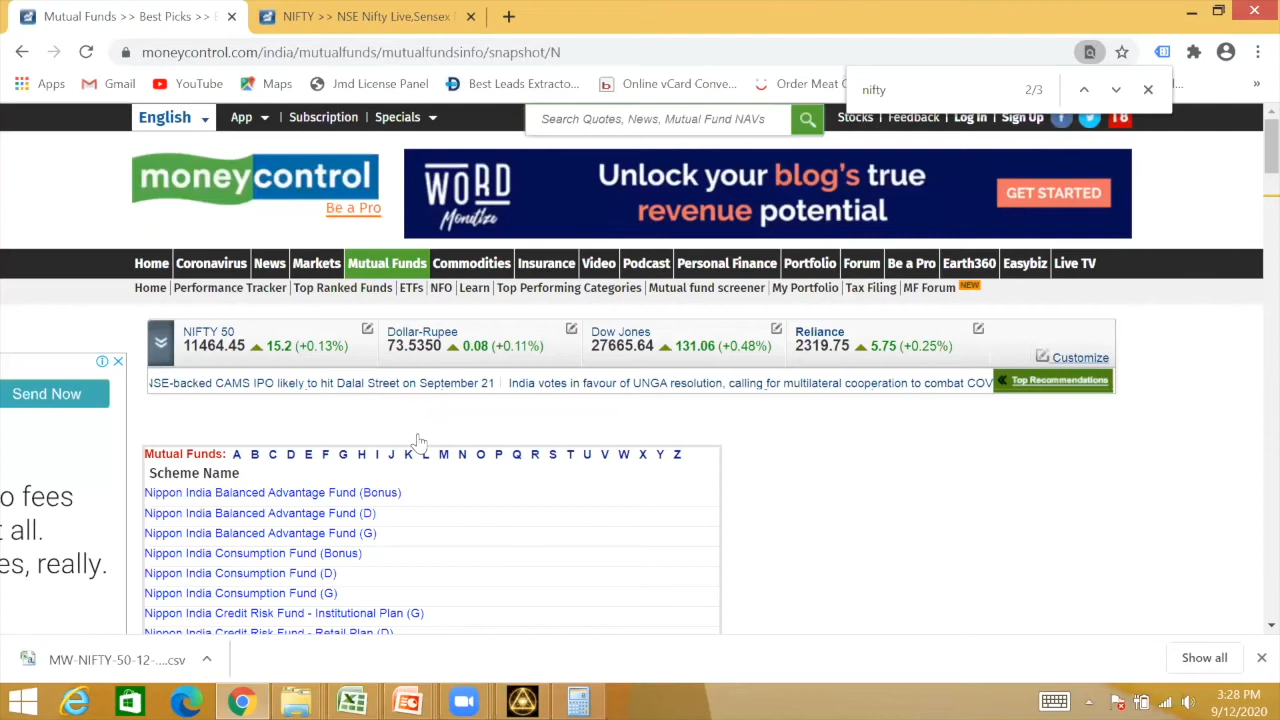 Mutual Funds >> Best Picks >>
NIFTY >> NSE Nifty Live,Sensex
moneycontrol.com/india/mutualfunds/mutualfundsinfo/snapshot/N
Apps Gmail YouTube Maps Jmd License Panel Best Leads Extracto... Online vCard Conve... Order Meat
nifty 2/3
English App Subscription Specials Search Quotes, News, Mutual Fund NAVs Stocks Feedback Log In Sign Up
moneycontrol
Be a Pro
WORD
Monetize
Unlock your blog's true
revenue potential
GET STARTED
Home Coronavirus News Markets Mutual Funds Commodities Insurance Video Podcast Personal Finance Portfolio Forum Be a Pro Earth360 Easybiz Live TV
Home Performance Tracker Top Ranked Funds ETFs NFO Learn Top Performing Categories Mutual fund screener My Portfolio Tax Filing MF Forum NEW
NIFTY 50 Dollar-Rupee Dow Jones Reliance
11464.45 15.2 (+0.13%) 73.5350 0.08 (+0.11%) 27665.64 131.06 (+0.48%) 2319.75 5.75 (+0.25%)
Customize
NSE-backed CAMS IPO likely to hit Dalal Street on September 21 India votes in favour of UNGA resolution, calling for multilateral cooperation to combat COV Top Recommendations
Send Now
o fees
t all.
es, really.
Mutual Funds: A B C D E F G H I J K L M N O P Q R S T U V W X Y Z
Scheme Name
Nippon India Balanced Advantage Fund (Bonus)
Nippon India Balanced Advantage Fund (D)
Nippon India Balanced Advantage Fund (G)
Nippon India Consumption Fund (Bonus)
Nippon India Consumption Fund (D)
Nippon India Consumption Fund (G)
Nippon India Credit Risk Fund - Institutional Plan (G)
Nippon India Credit Risk Fund - Retail Plan (D)
MW-NIFTY-50-12-....csv
Show all
3:28 PM
9/12/2020